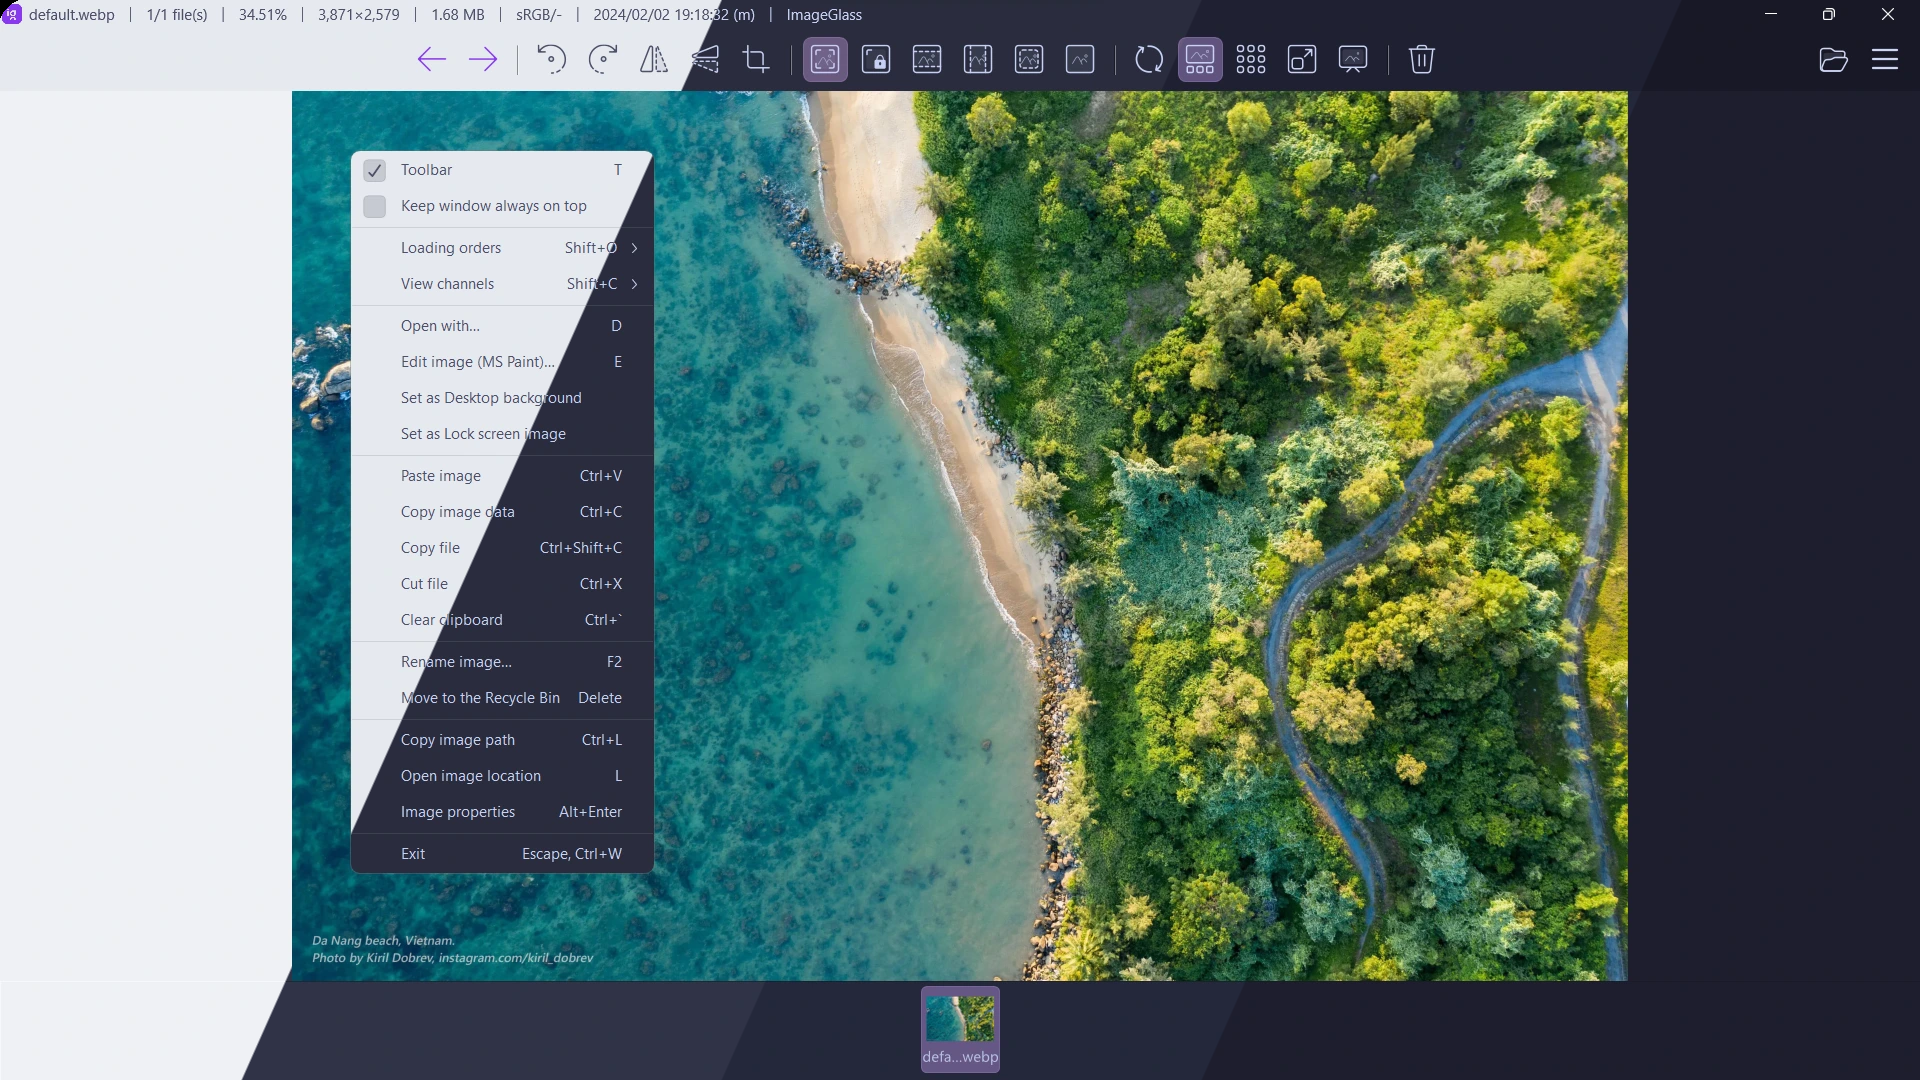 default.webp | 1/1 file(s) | 34.51% | 3,871×2,579 | 1.68 MB | sRGB/- | 2024/02/02 19:18:32 (m) | ImageGlass
Toolbar T
Keep window always on top
Loading orders Shift+O
View channels Shift+C
Open with... D
Edit image (MS Paint)... E
Set as Desktop background
Set as Lock screen image
Paste image Ctrl+V
Copy image data Ctrl+C
Copy file Ctrl+Shift+C
Cut file Ctrl+X
Clear clipboard Ctrl+`
Rename image... F2
Move to the Recycle Bin Delete
Copy image path Ctrl+L
Open image location L
Image properties Alt+Enter
Exit Escape, Ctrl+W
Da Nang beach, Vietnam.
Photo by Kiril Dobrev, instagram.com/kiril_dobrev
defa...webp